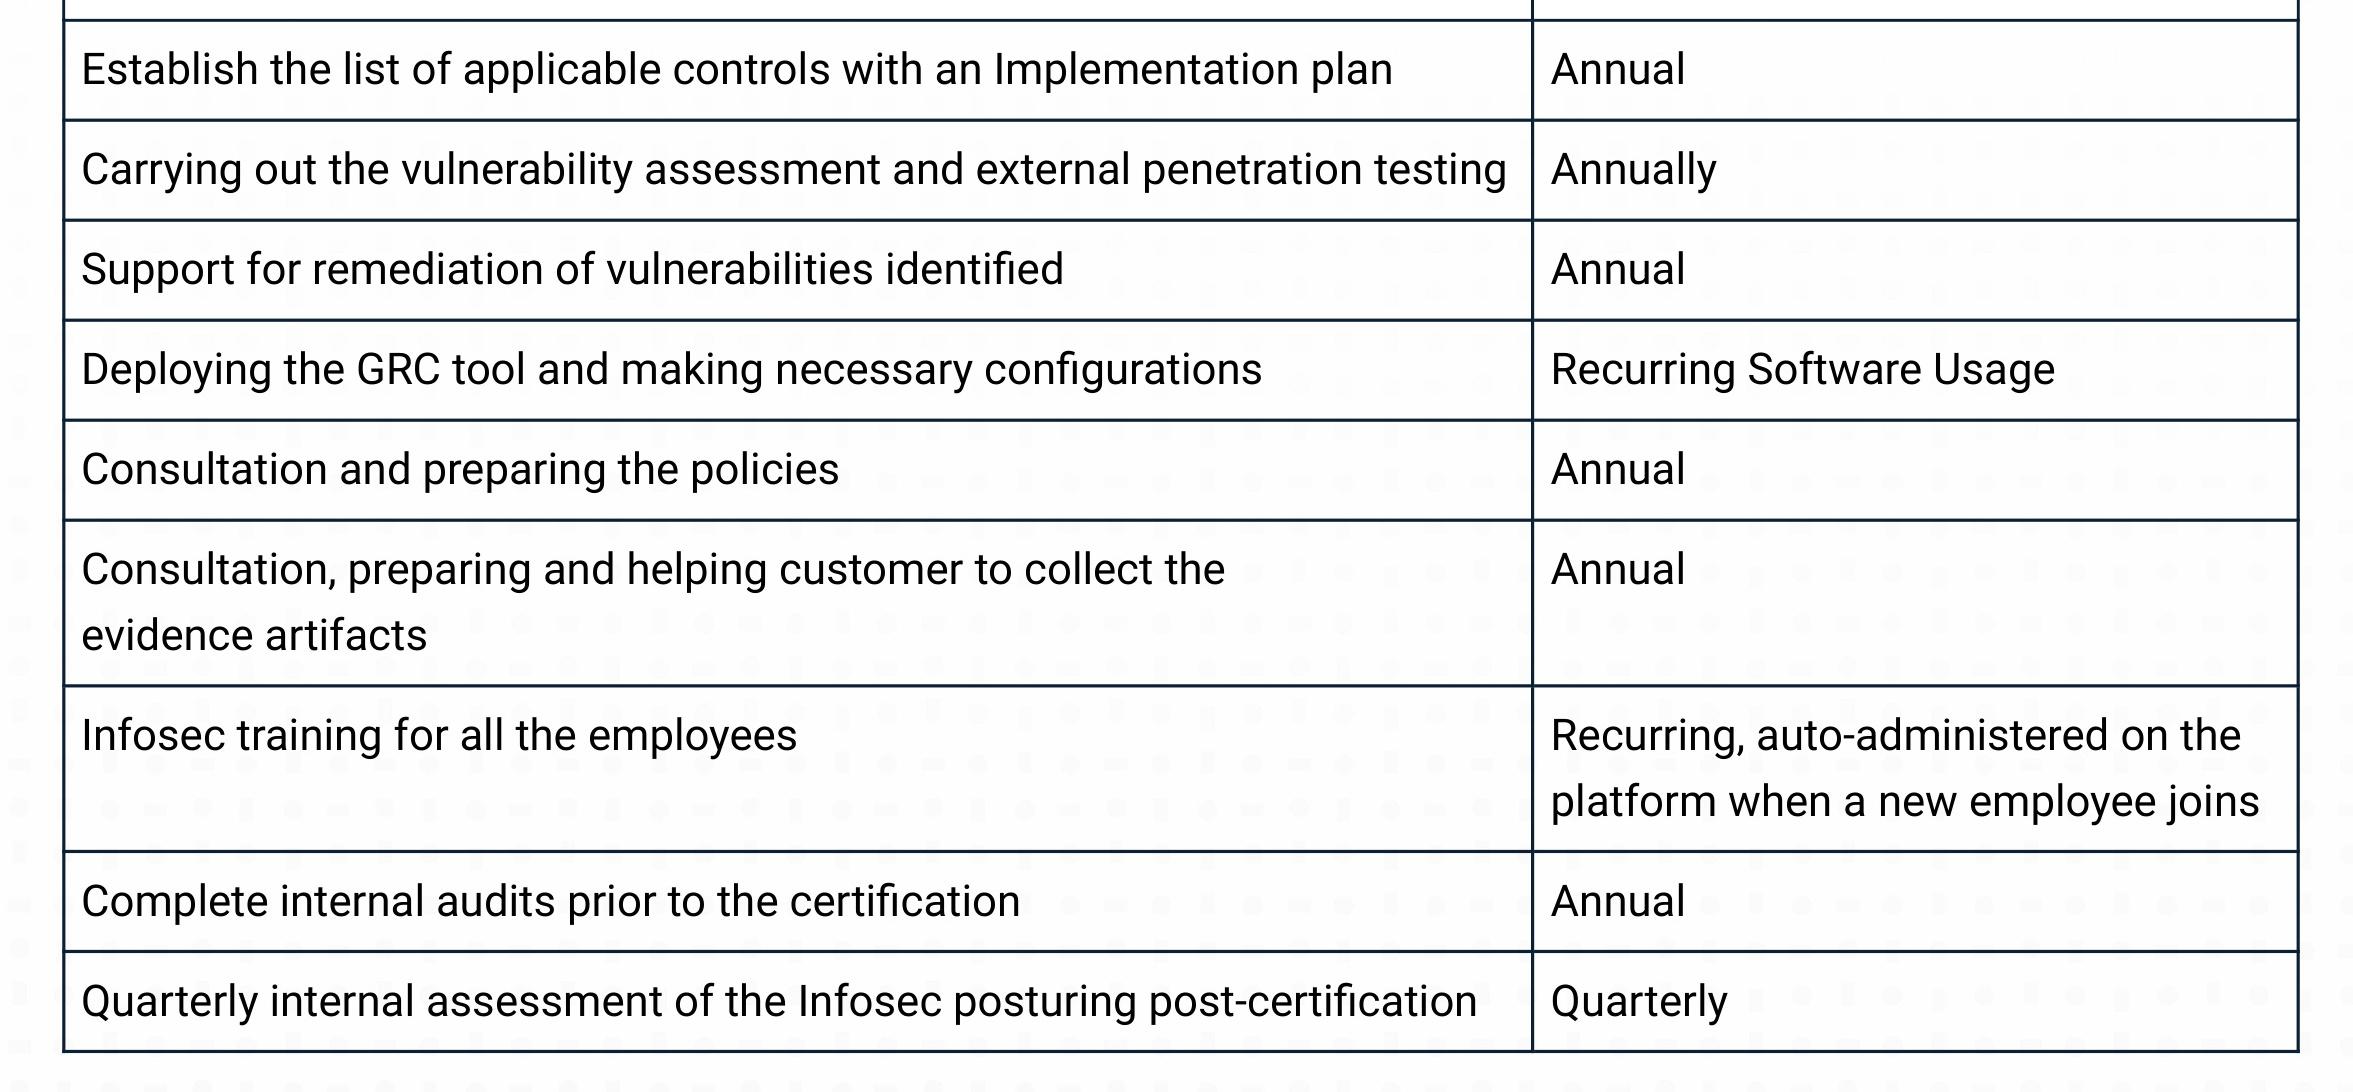 Establish the list of applicable controls with an Implementation plan
Annual
Carrying out the vulnerability assessment and external penetration testing
Annually
Support for remediation of vulnerabilities identified
Annual
Deploying the GRC tool and making necessary configurations
Recurring Software Usage
Consultation and preparing the policies
Annual
Consultation, preparing and helping customer to collect the
evidence artifacts
Annual
Infosec training for all the employees
Recurring, auto-administered on the
platform when a new employee joins
Complete internal audits prior to the certification
Annual
Quarterly internal assessment of the Infosec posturing post-certification
Quarterly